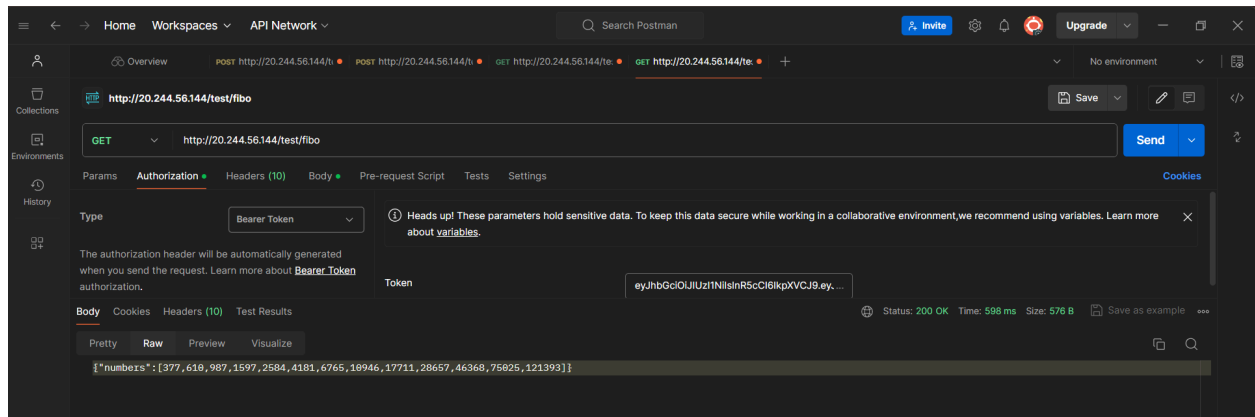 Home Workspaces API Network Search Postman Invite Upgrade
Overview POST http://20.244.56.144/t POST http://20.244.56.144/t GET http://20.244.56.144/te GET http://20.244.56.144/te No environment
HTTP http://20.244.56.144/test/fibo Save
Collections
GET http://20.244.56.144/test/fibo Send
Environments
Params Authorization Headers (10) Body Pre-request Script Tests Settings Cookies
History
Type Bearer Token Heads up! These parameters hold sensitive data. To keep this data secure while working in a collaborative environment,we recommend using variables. Learn more
about variables.
The authorization header will be automatically generated
when you send the request. Learn more about Bearer Token
authorization.
Token eyJhbGciOiJIUzI1NiIsInR5cCI6IkpXVCJ9.ey. ...
Body Cookies Headers (10) Test Results Status: 200 OK Time: 598 ms Size: 576 B Save as example
Pretty Raw Preview Visualize
{"numbers":[377,610,987,1597,2584,4181,6765,10946,17711,28657,46368,75025,121393]}